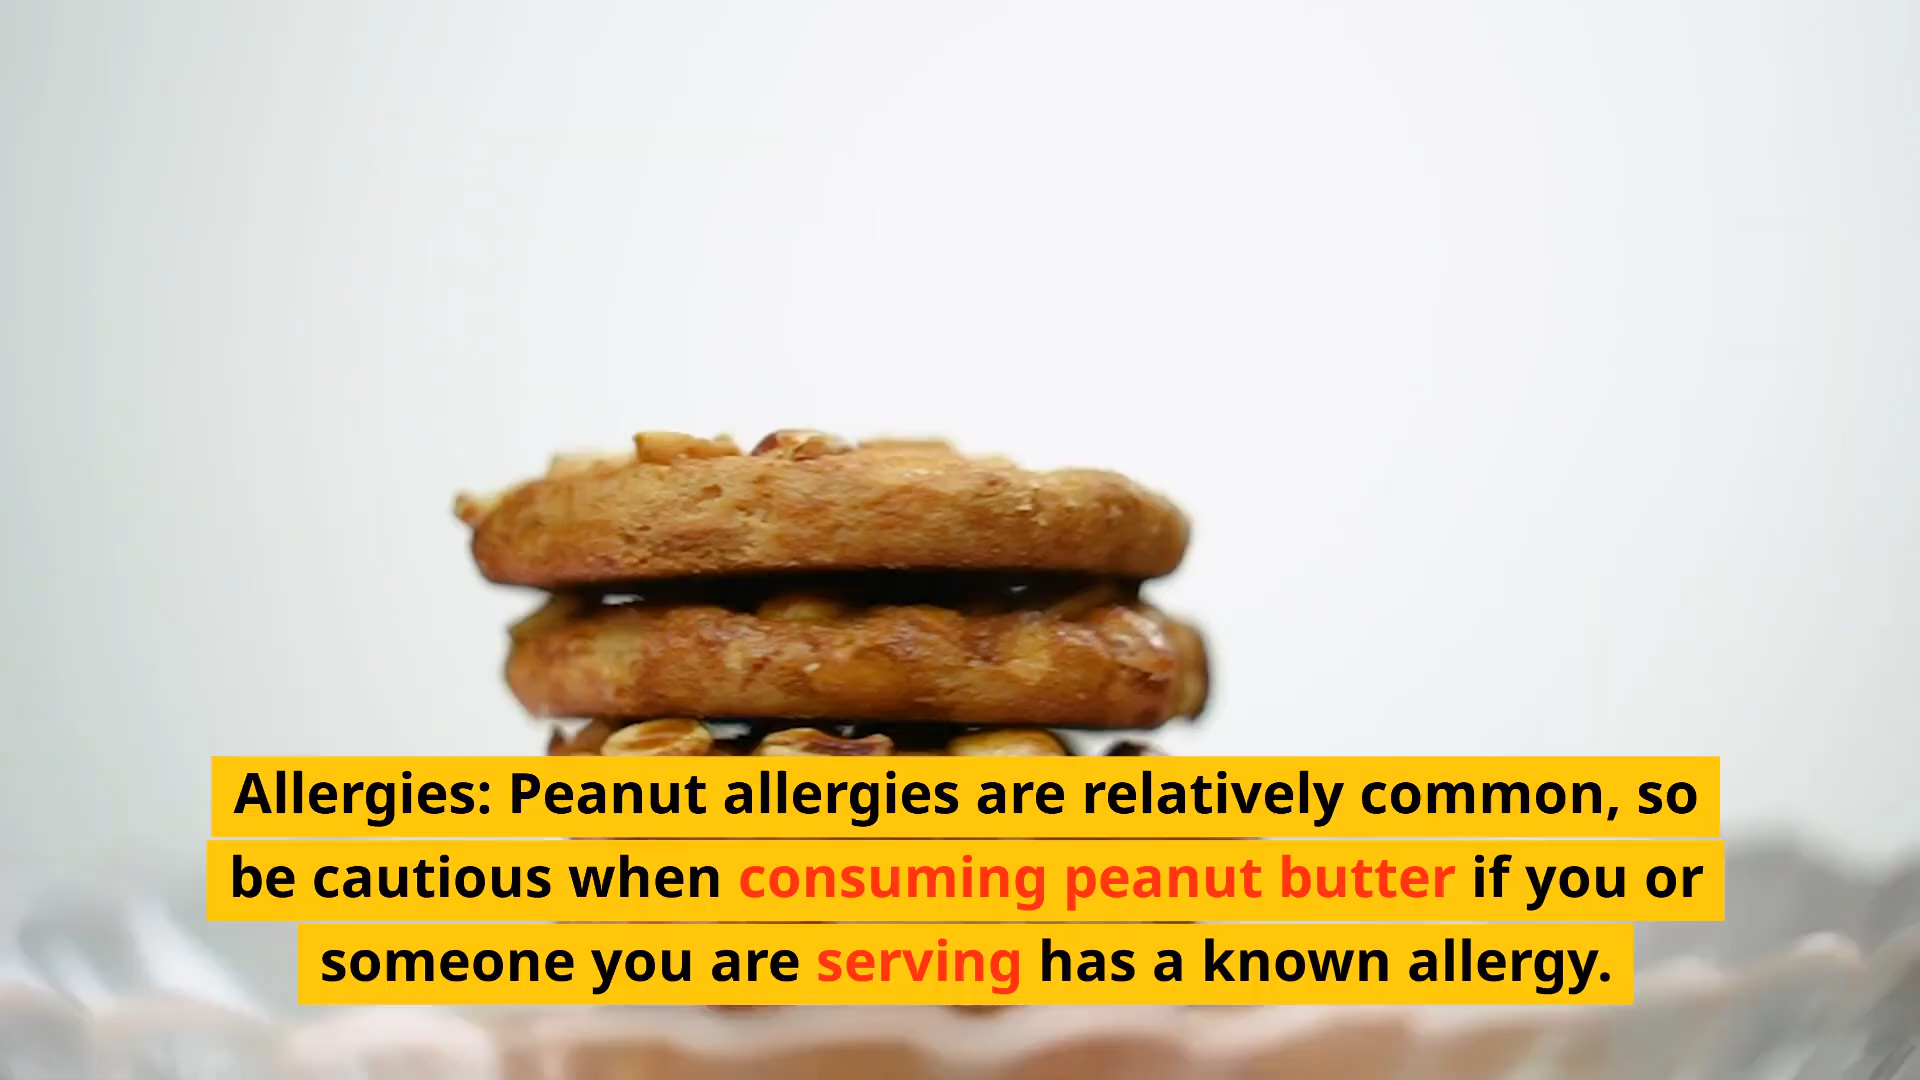 Allergies: Peanut allergies are relatively common, so
be cautious when consuming peanut butter if you or
someone you are serving has a known allergy.